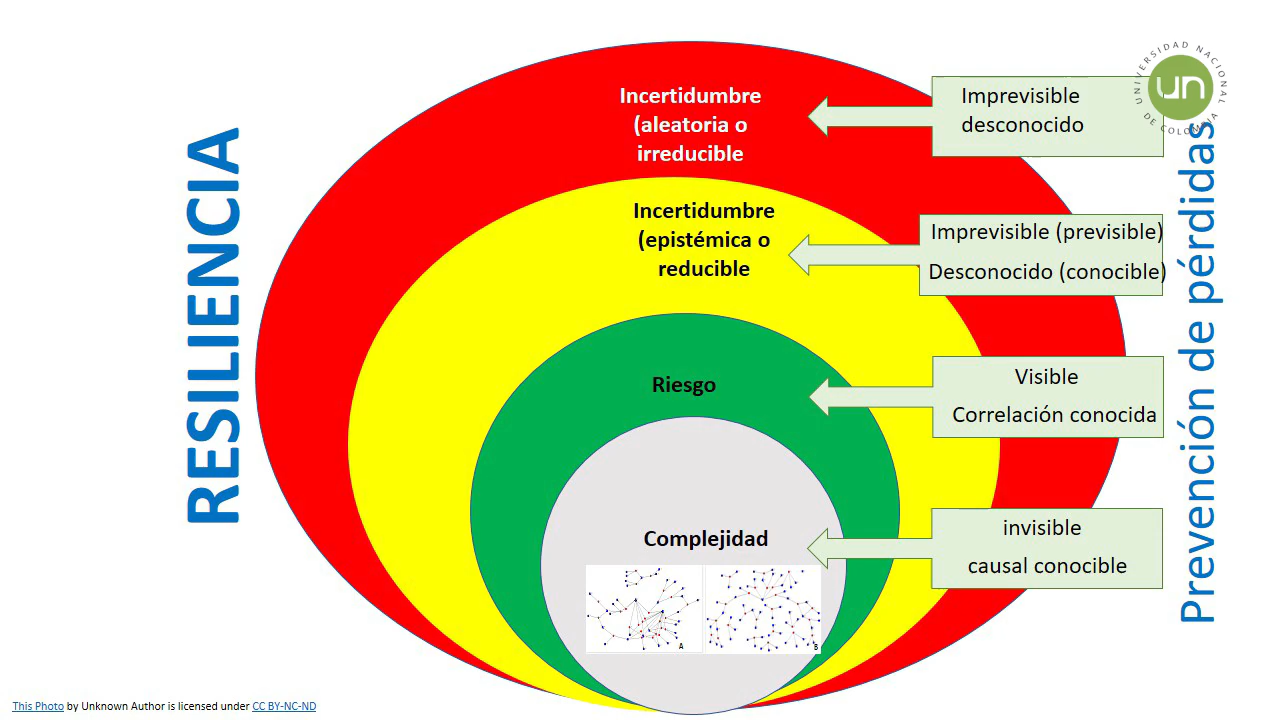 RESILIENCIA
Incertidumbre
(aleatoria o
irreducible
Incertidumbre
(epistémica o
reducible
Riesgo
Complejidad
A
B
Imprevisible
desconocido
Imprevisible (previsible)
Desconocido (conocible)
Visible
Correlación conocida
invisible
causal conocible
UNIVERSIDAD NACIONAL
DE COLOMBIA
un
Prevención de pérdidas
This Photo by Unknown Author is licensed under CC BY-NC-ND